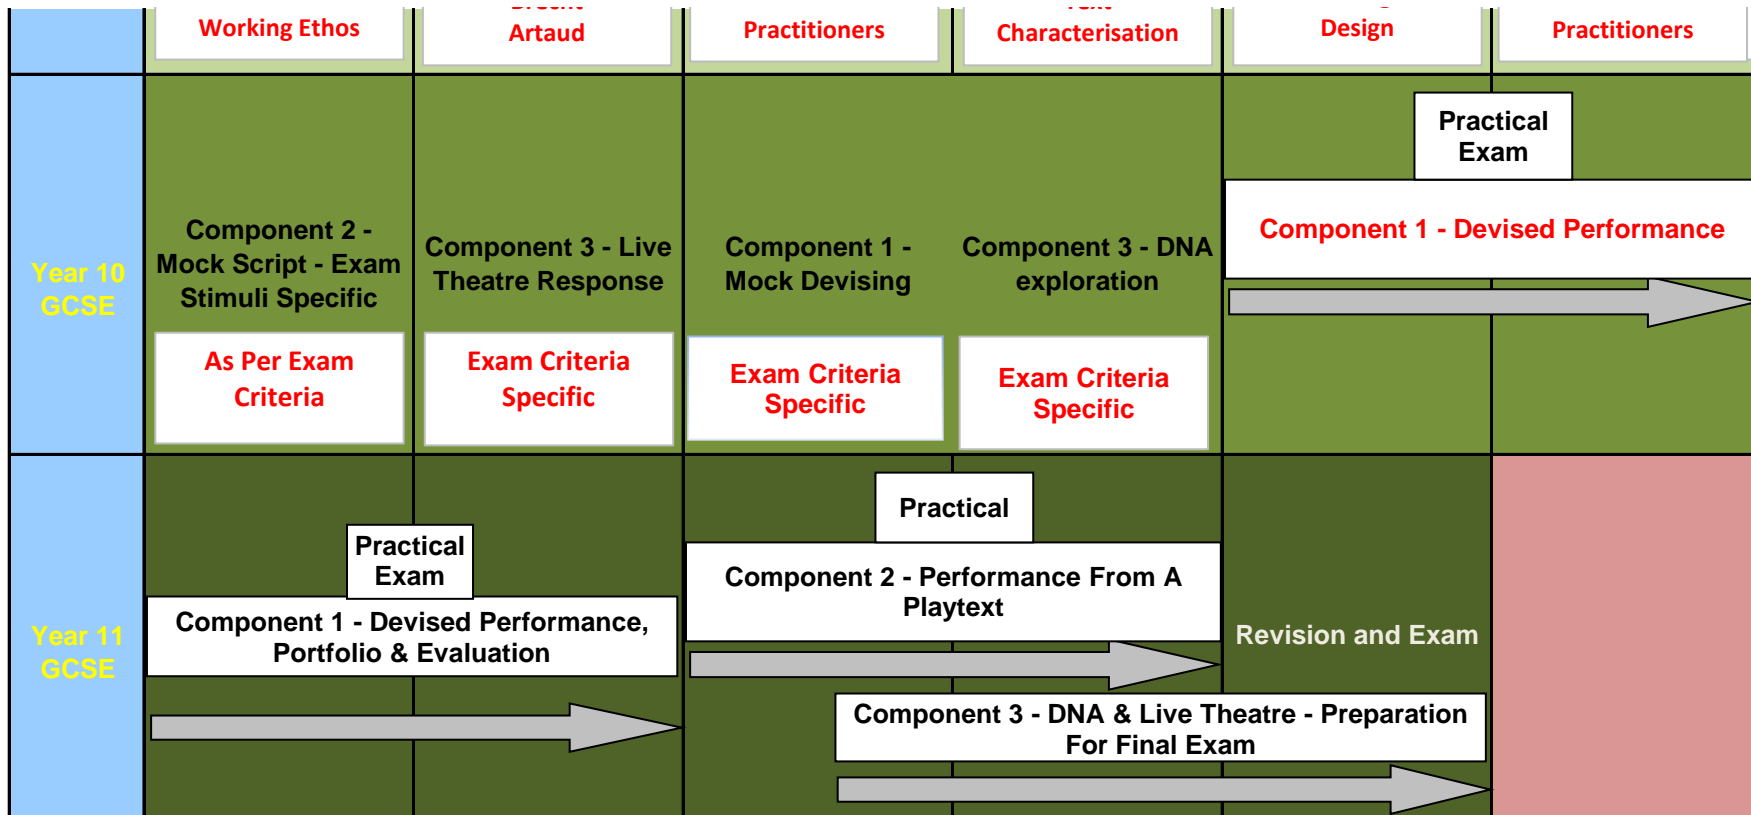 Working Ethos
Artaud
Practitioners
Characterisation
Design
Practitioners
Year 10
GCSE
Component 2 -
Mock Script - Exam
Stimuli Specific
As Per Exam
Criteria
Component 3 - Live
Theatre Response
Exam Criteria
Specific
Component 1 -
Mock Devising
Exam Criteria
Specific
Component 3 - DNA
exploration
Exam Criteria
Specific
Practical
Exam
Component 1 - Devised Performance
Year 11
GCSE
Practical
Exam
Component 1 - Devised Performance,
Portfolio & Evaluation
Practical
Component 2 - Performance From A
Playtext
Component 3 - DNA & Live Theatre - Preparation
For Final Exam
Revision and Exam